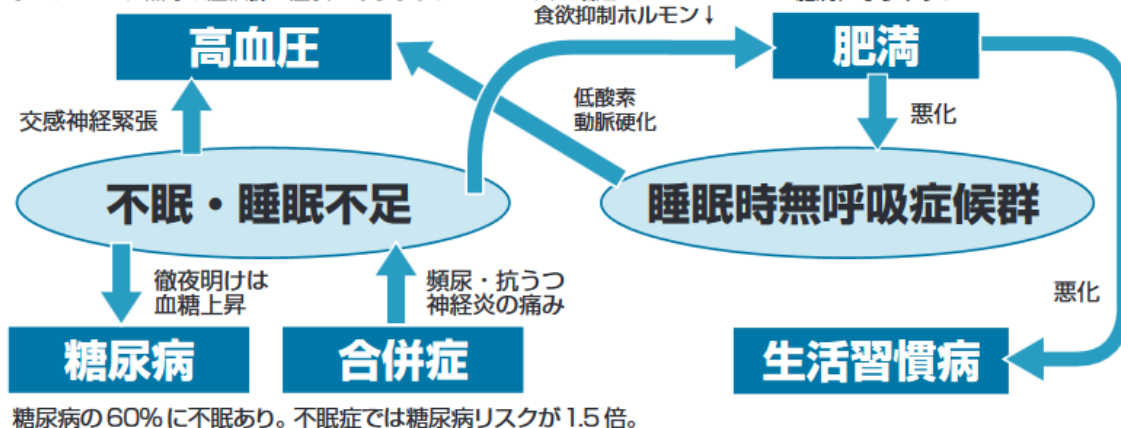 食欲抑制ホルモン↓
高血圧
肥満
交感神経緊張
低酸素
動脈硬化
悪化
不眠・睡眠不足
睡眠時無呼吸症候群
徹夜明けは
血糖上昇
頻尿・抗うつ
神経炎の痛み
悪化
糖尿病
合併症
生活習慣病
糖尿病の60%に不眠あり。不眠症では糖尿病リスクが1.5倍。